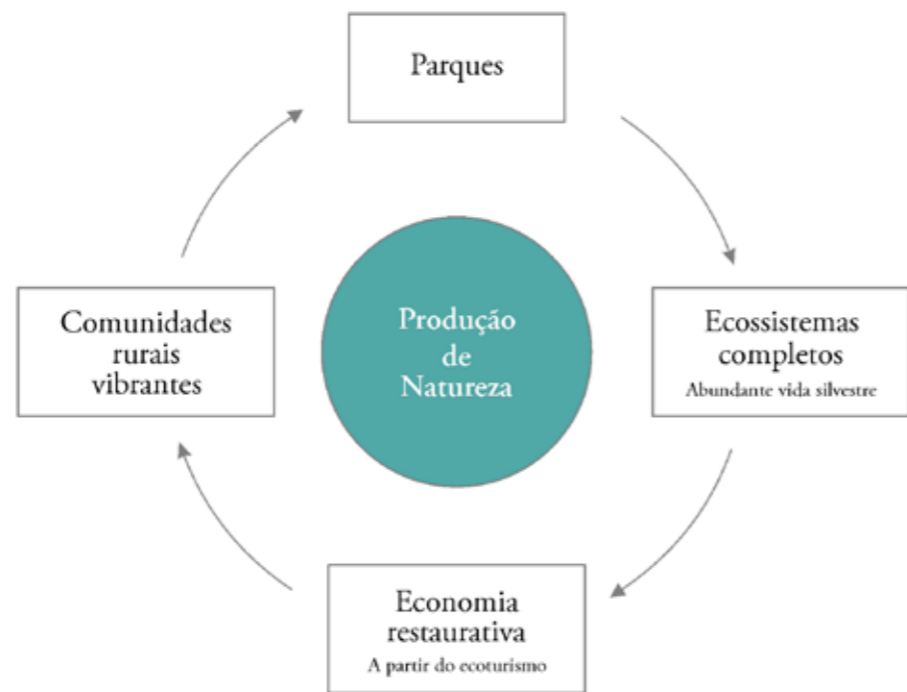 Parques
Produção
de
Natureza
Ecossistemas
completos
Abundante vida silvestre
Economia
restaurativa
A partir do ecoturismo
Comunidades
rurais
vibrantes